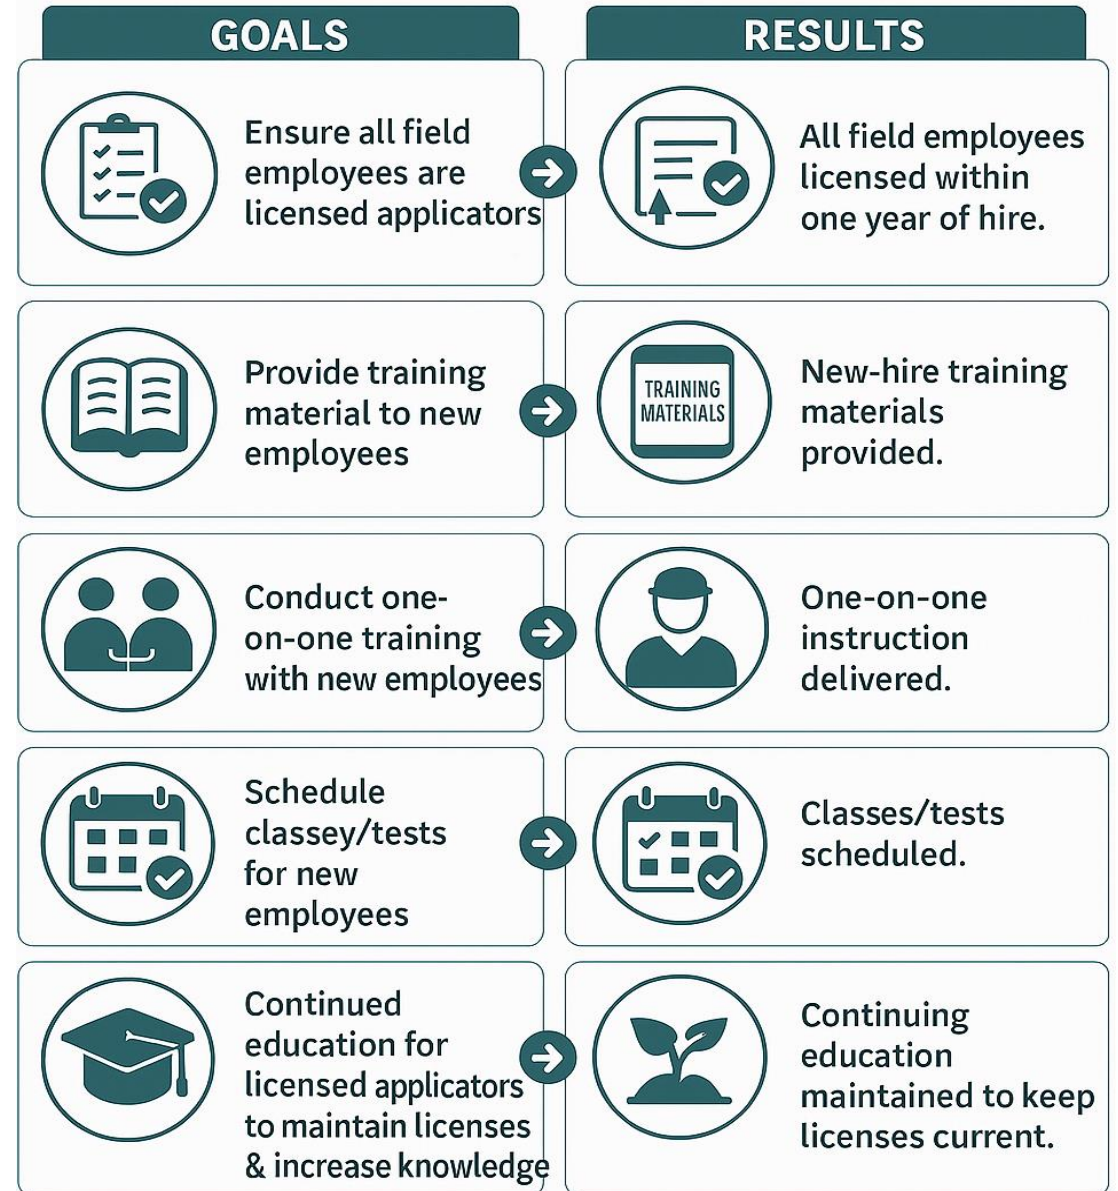 GOALS
RESULTS
Ensure all field
employees are
licensed applicators
All field employees
licensed within
one year of hire.
Provide training
material to new
employees
TRAINING
MATERIALS
New-hire training
materials
provided.
Conduct one-
on-one training
with new employees
One-on-one
instruction
delivered.
Schedule
classey/tests
for new
employees
Classes/tests
scheduled.
Continued
education for
licensed applicators
to maintain licenses
& increase knowledge
Continuing
education
maintained to keep
licenses current.